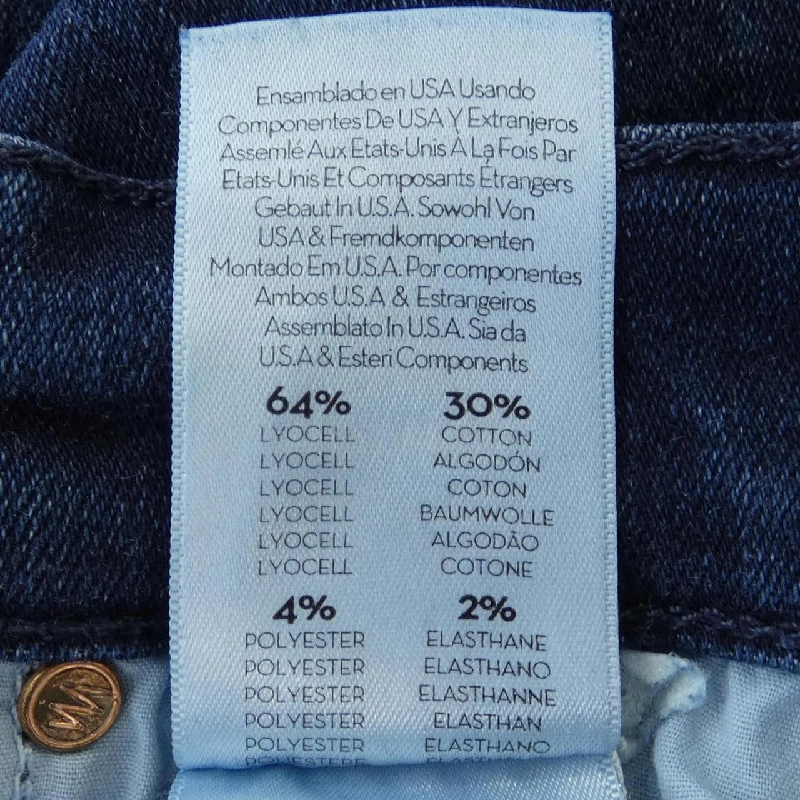 Ensamblado en USA Usando
Componentes De USA Y Extranjeros
Assemlé Aux Etats-Unis À La Fois Par
Etats-Unis Et Composants Étrangers
Gebaut In U.S.A. Sowohl Von
USA & Fremdkomponenten
Montado Em U.S.A. Por componentes
Ambos U.S.A & Estrangeiros
Assemblato In U.S.A. Sia da
U.S.A & Esteri Components
64% 30%
LYOCELL COTTON
LYOCELL ALGODÓN
LYOCELL COTON
LYOCELL BAUMWOLLE
LYOCELL ALGODÃO
LYOCELL COTONE
4% 2%
POLYESTER ELASTHANE
POLYESTER ELASTHANO
POLYESTER ELASTHANNE
POLYESTER ELASTHAN
POLYESTER ELASTHANO